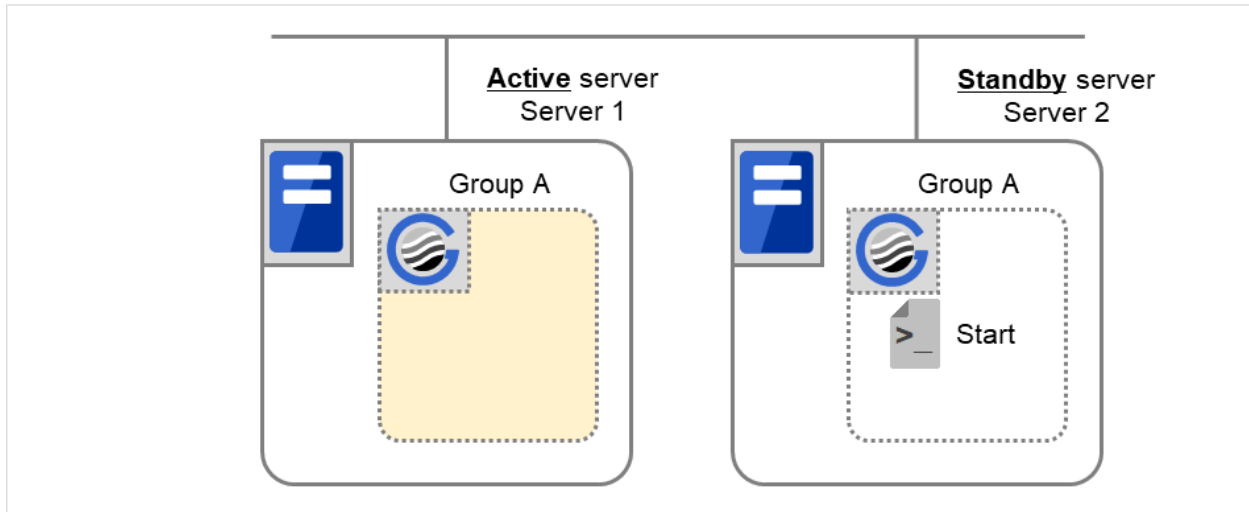 Active server
Server 1
Standby server
Server 2
Group A
Group A
>_ Start